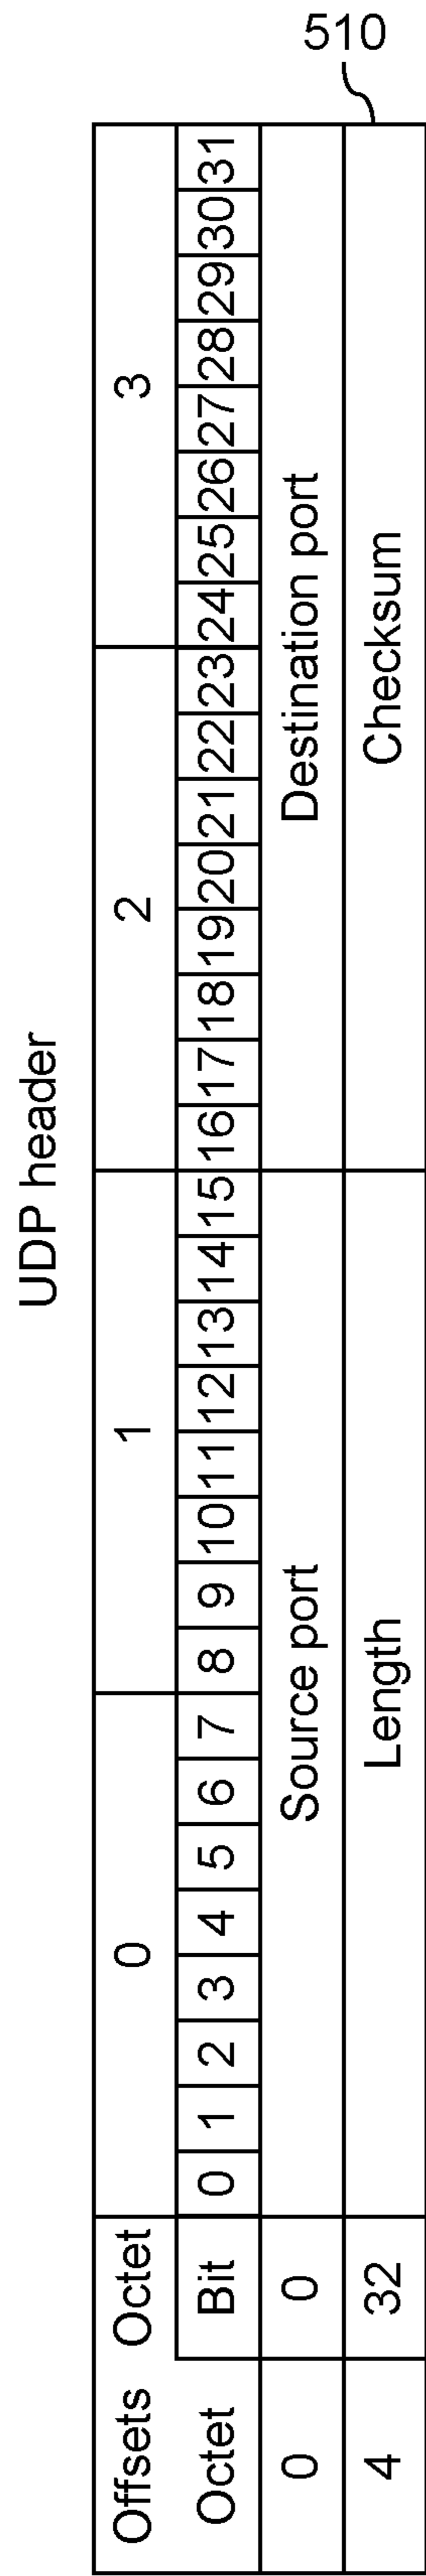 UDP header
Offsets Octet 0 1 2 3
Octet Bit 0 1 2 3 4 5 6 7 8 9 10 11 12 13 14 15 16 17 18 19 20 21 22 23 24 25 26 27 28 29 30 31
0 0 Source port Destination port
4 32 Length Checksum
510